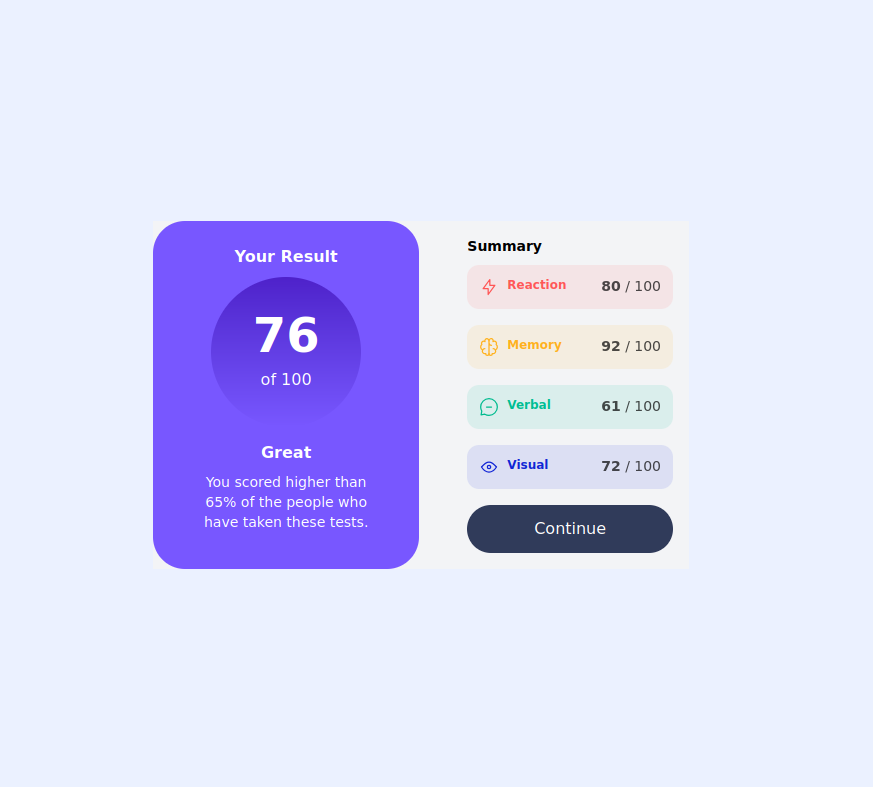 Your Result
76
of 100
Great
You scored higher than
65% of the people who
have taken these tests.
Summary
Reaction 80 / 100
Memory 92 / 100
Verbal 61 / 100
Visual 72 / 100
Continue